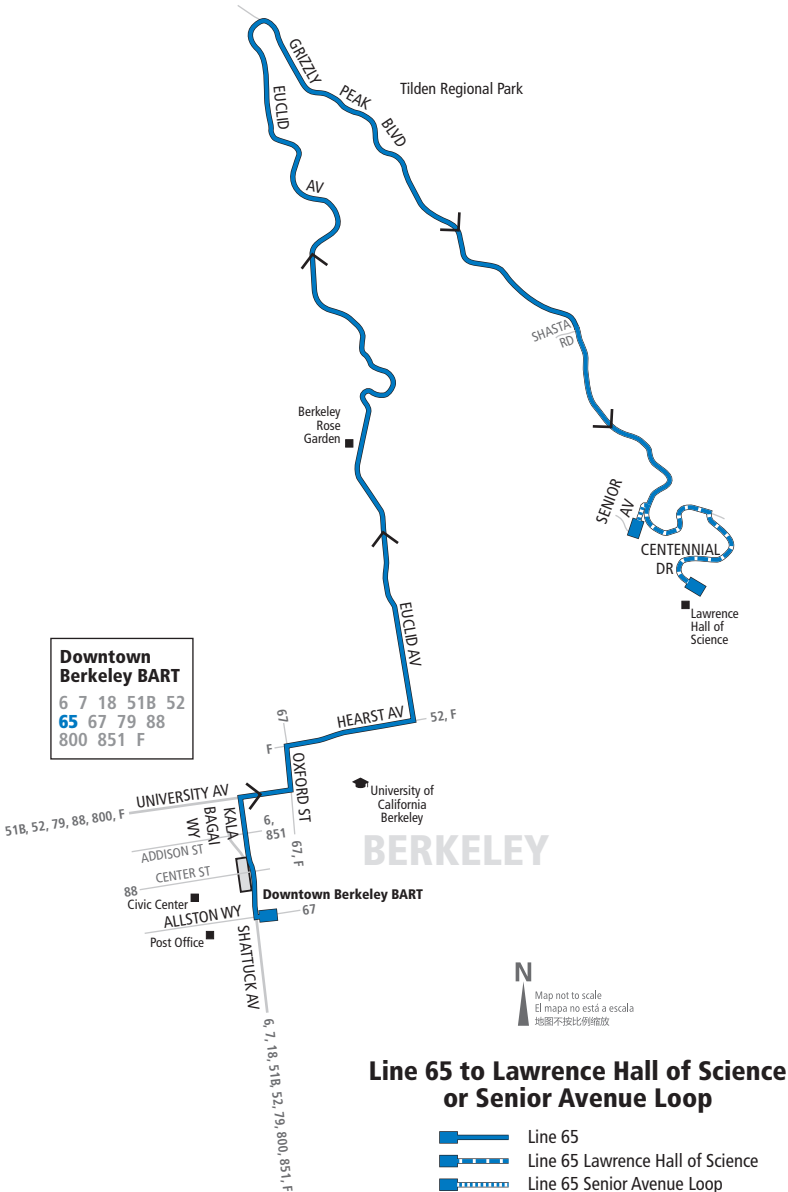 GRIZZLY
PEAK
BLVD
Tilden Regional Park
EUCLID
AV
SHASTA
RD
Berkeley
Rose
Garden
SENIOR
AV
CENTENNIAL
DR
Lawrence
Hall of
Science
EUCLID AV
Downtown
Berkeley BART
6 7 18 51B 52
65 67 79 88
800 851 F
67
HEARST AV
52, F
F
OXFORD ST
University of
California
Berkeley
UNIVERSITY AV
51B, 52, 79, 88, 800, F
KALA
BAGAI
WY
6,
851
67, F
BERKELEY
ADDISON ST
CENTER ST
88
Civic Center
Downtown Berkeley BART
ALLSTON WY
67
Post Office
SHATTUCK AV
6, 7, 18, 51B, 52, 79, 800, 851, F
N
Map not to scale
El mapa no está a escala
地图不按比例缩放
Line 65 to Lawrence Hall of Science
or Senior Avenue Loop
Line 65
Line 65 Lawrence Hall of Science
Line 65 Senior Avenue Loop